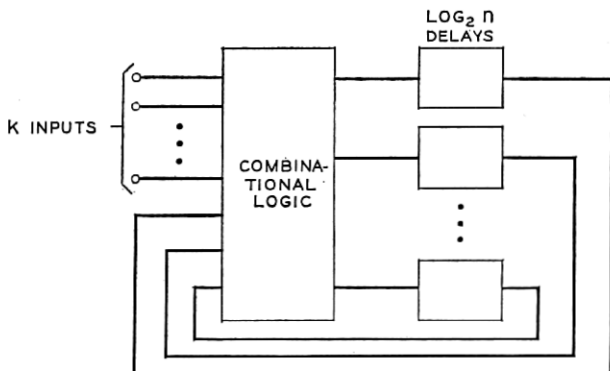 LOG₂ n
DELAYS
K INPUTS
COMBINA-
TIONAL
LOGIC